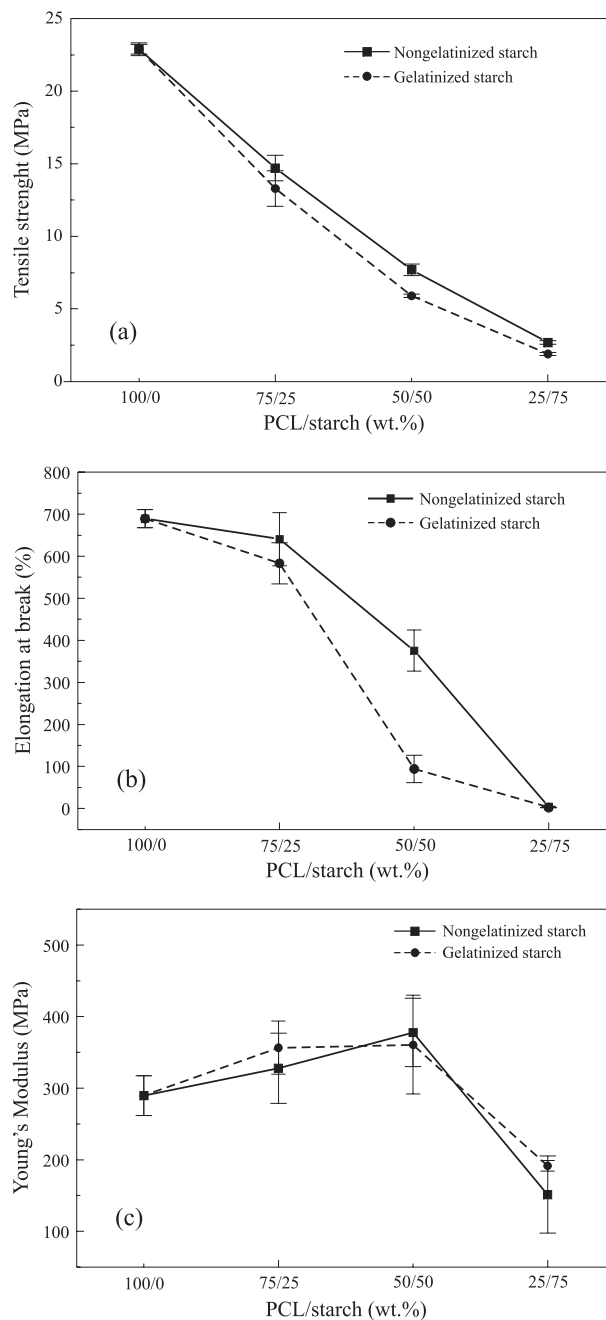 25
20
15
10
5
0
Tensile strenght (MPa)
Nongelatinized starch
Gelatinized starch
(a)
100/0 75/25 50/50 25/75
PCL/starch (wt.%)
800
700
600
500
400
300
200
100
0
Elongation at break (%)
Nongelatinized starch
Gelatinized starch
(b)
100/0 75/25 50/50 25/75
PCL/starch (wt.%)
500
400
300
200
100
Young's Modulus (MPa)
Nongelatinized starch
Gelatinized starch
(c)
100/0 75/25 50/50 25/75
PCL/starch (wt.%)